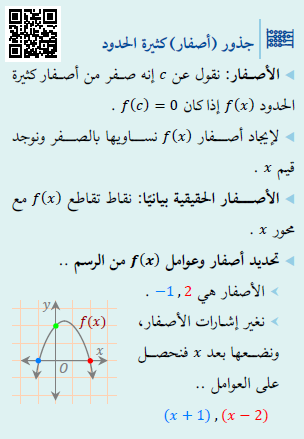 جذور (أصفار) كثيرة الحدود
الأصفار: نقول عن c إنه صفر من أصفار كثيرة
الحدود f(x) إذا كان f(c) = 0 .
لإيجاد أصفار f(x) نساويها بالصفر ونوجد
قيم x .
الأصفار الحقيقية بيانيًا: نقاط تقاطع f(x) مع
محور x .
تحديد أصفار وعوامل f(x) من الرسم ..
الأصفار هي -1, 2 .
نغير إشارات الأصفار،
ونضعها بعد x فنحصل
على العوامل ..
(x + 1) , (x − 2)
y
f(x)
x
O